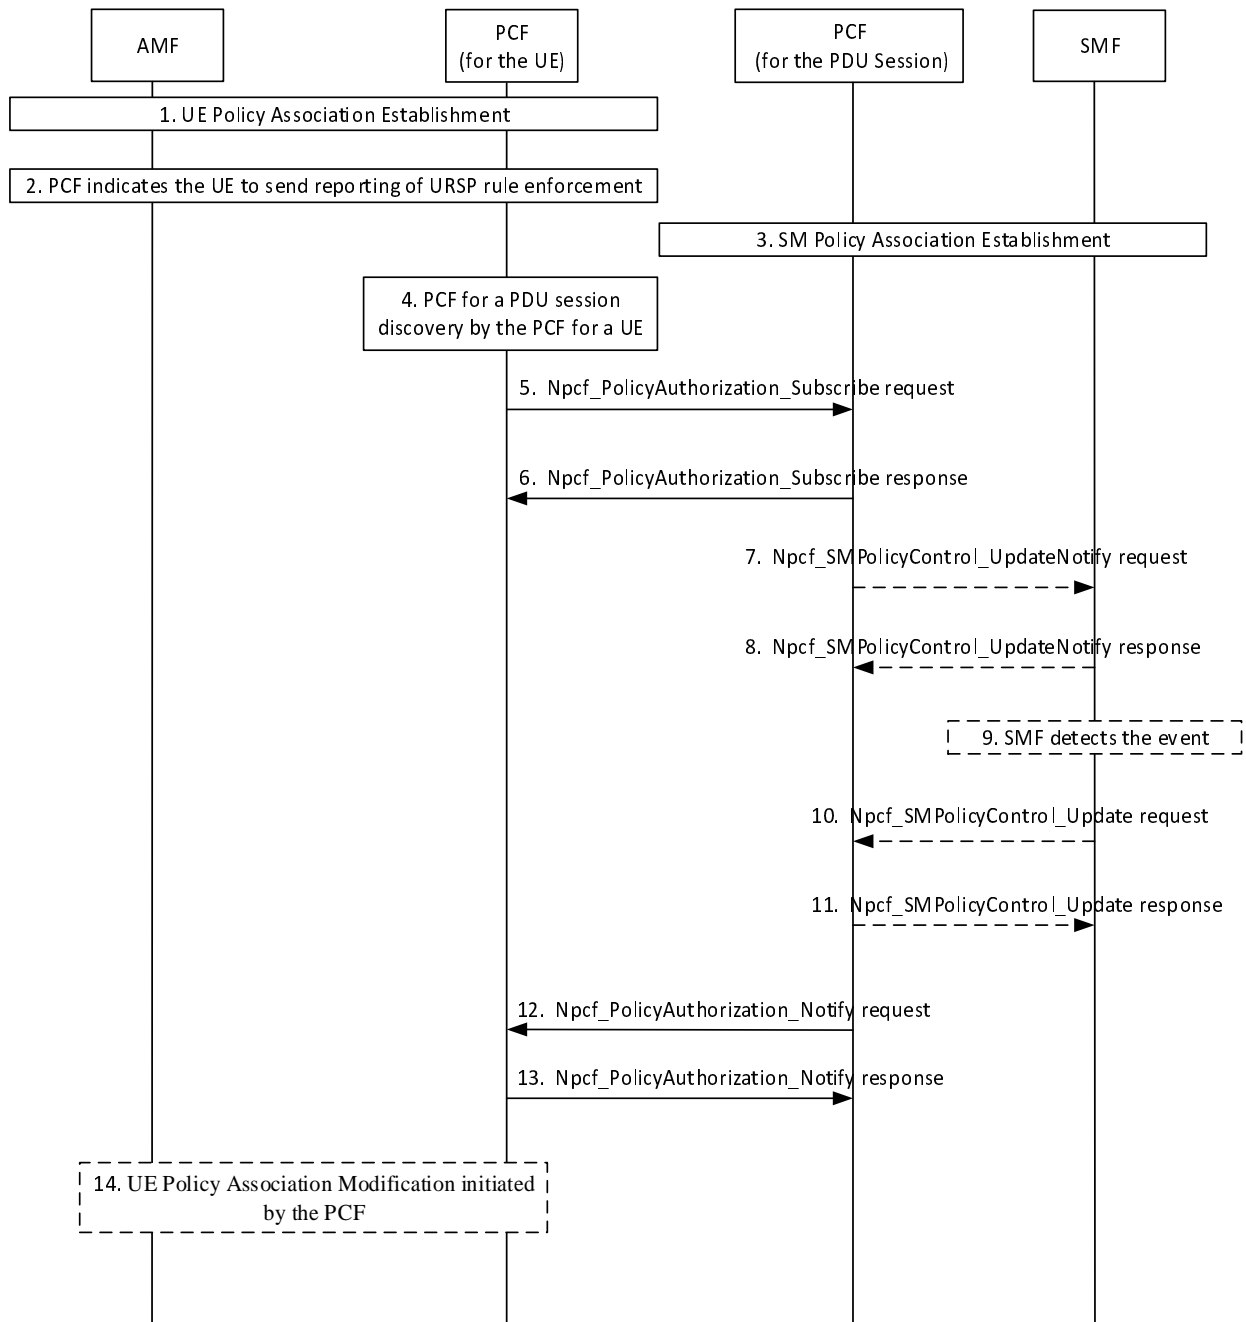 AMF
PCF
(for the UE)
PCF
(for the PDU Session)
SMF
1. UE Policy Association Establishment
2. PCF indicates the UE to send reporting of URSP rule enforcement
3. SM Policy Association Establishment
4. PCF for a PDU session
discovery by the PCF for a UE
5. Npcf_PolicyAuthorization_Subscribe request
6. Npcf_PolicyAuthorization_Subscribe response
7. Npcf_SMPolicyControl_UpdateNotify request
8. Npcf_SMPolicyControl_UpdateNotify response
9. SMF detects the event
10. Npcf_SMPolicyControl_Update request
11. Npcf_SMPolicyControl_Update response
12. Npcf_PolicyAuthorization_Notify request
13. Npcf_PolicyAuthorization_Notify response
14. UE Policy Association Modification initiated
by the PCF